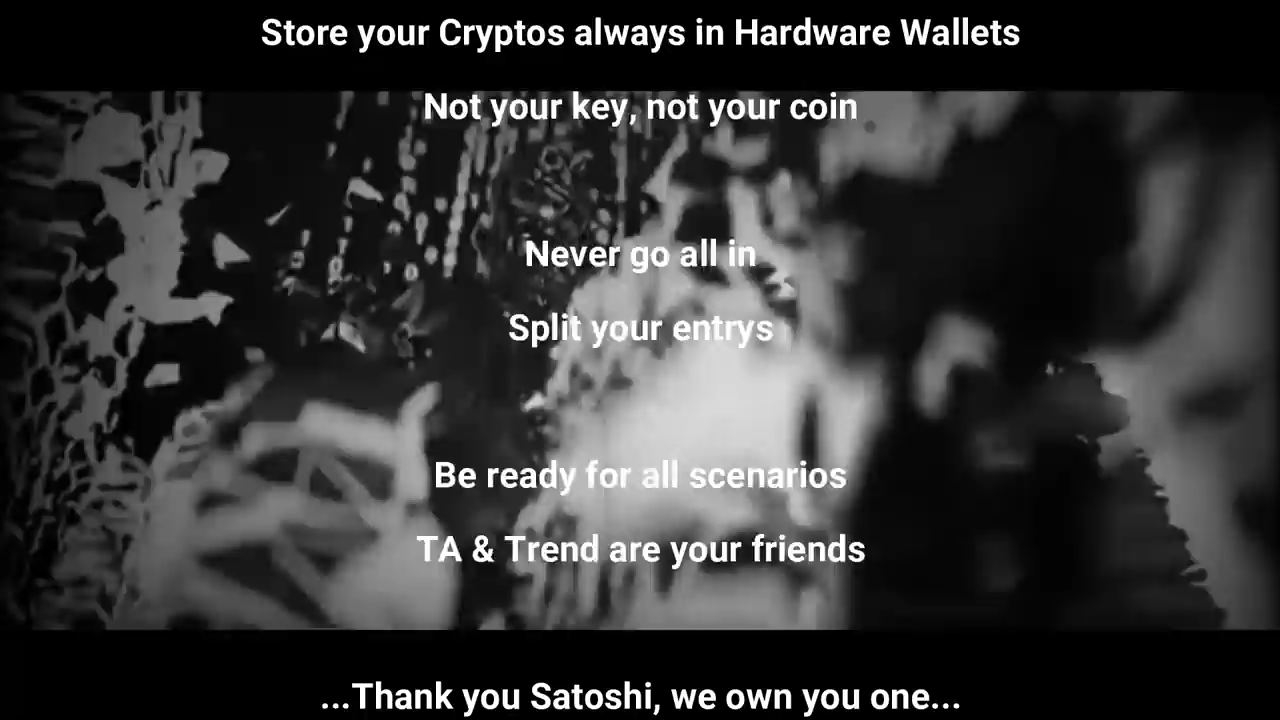 Store your Cryptos always in Hardware Wallets
Not your key, not your coin
Never go all in
Split your entrys
Be ready for all scenarios
TA & Trend are your friends
...Thank you Satoshi, we own you one...